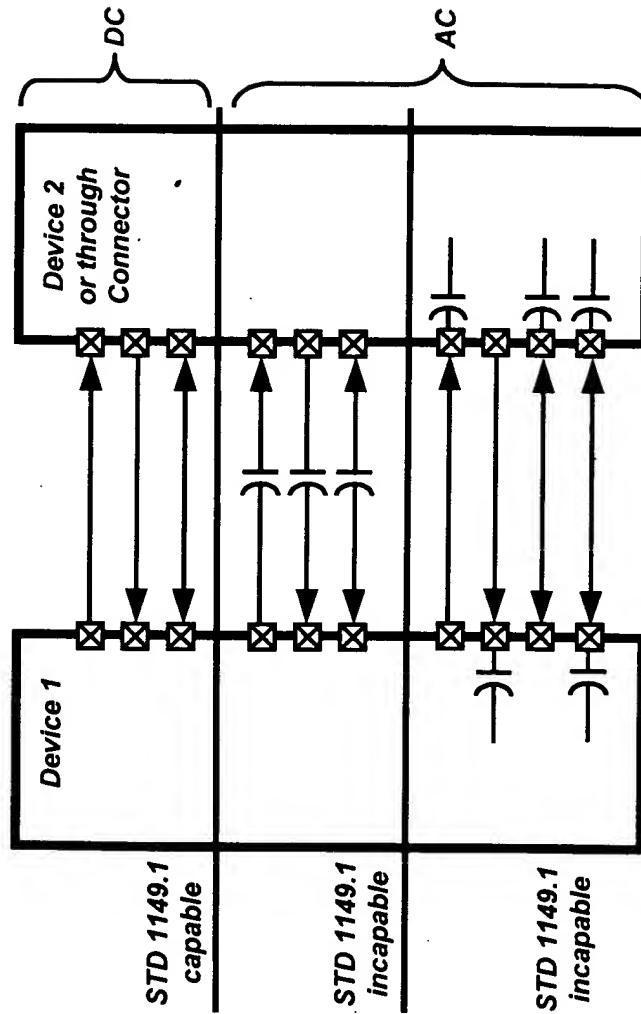 Device 1
Device 2
or through
Connector
DC
AC
STD 1149.1
capable
STD 1149.1
incapable
STD 1149.1
incapable